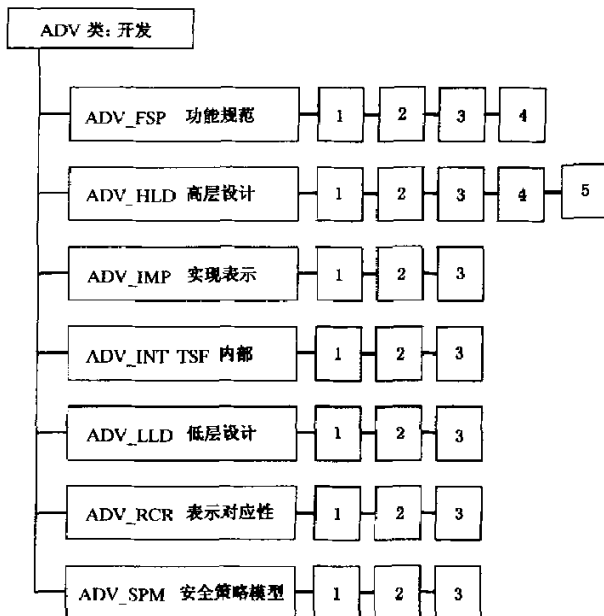 ADV 类:开发
ADV_FSP 功能规范 1 2 3 4
ADV_HLD 高层设计 1 2 3 4 5
ADV_IMP 实现表示 1 2 3
ADV_INT TSF 内部 1 2 3
ADV_LLD 低层设计 1 2 3
ADV_RCR 表示对应性 1 2 3
ADV_SPM 安全策略模型 1 2 3